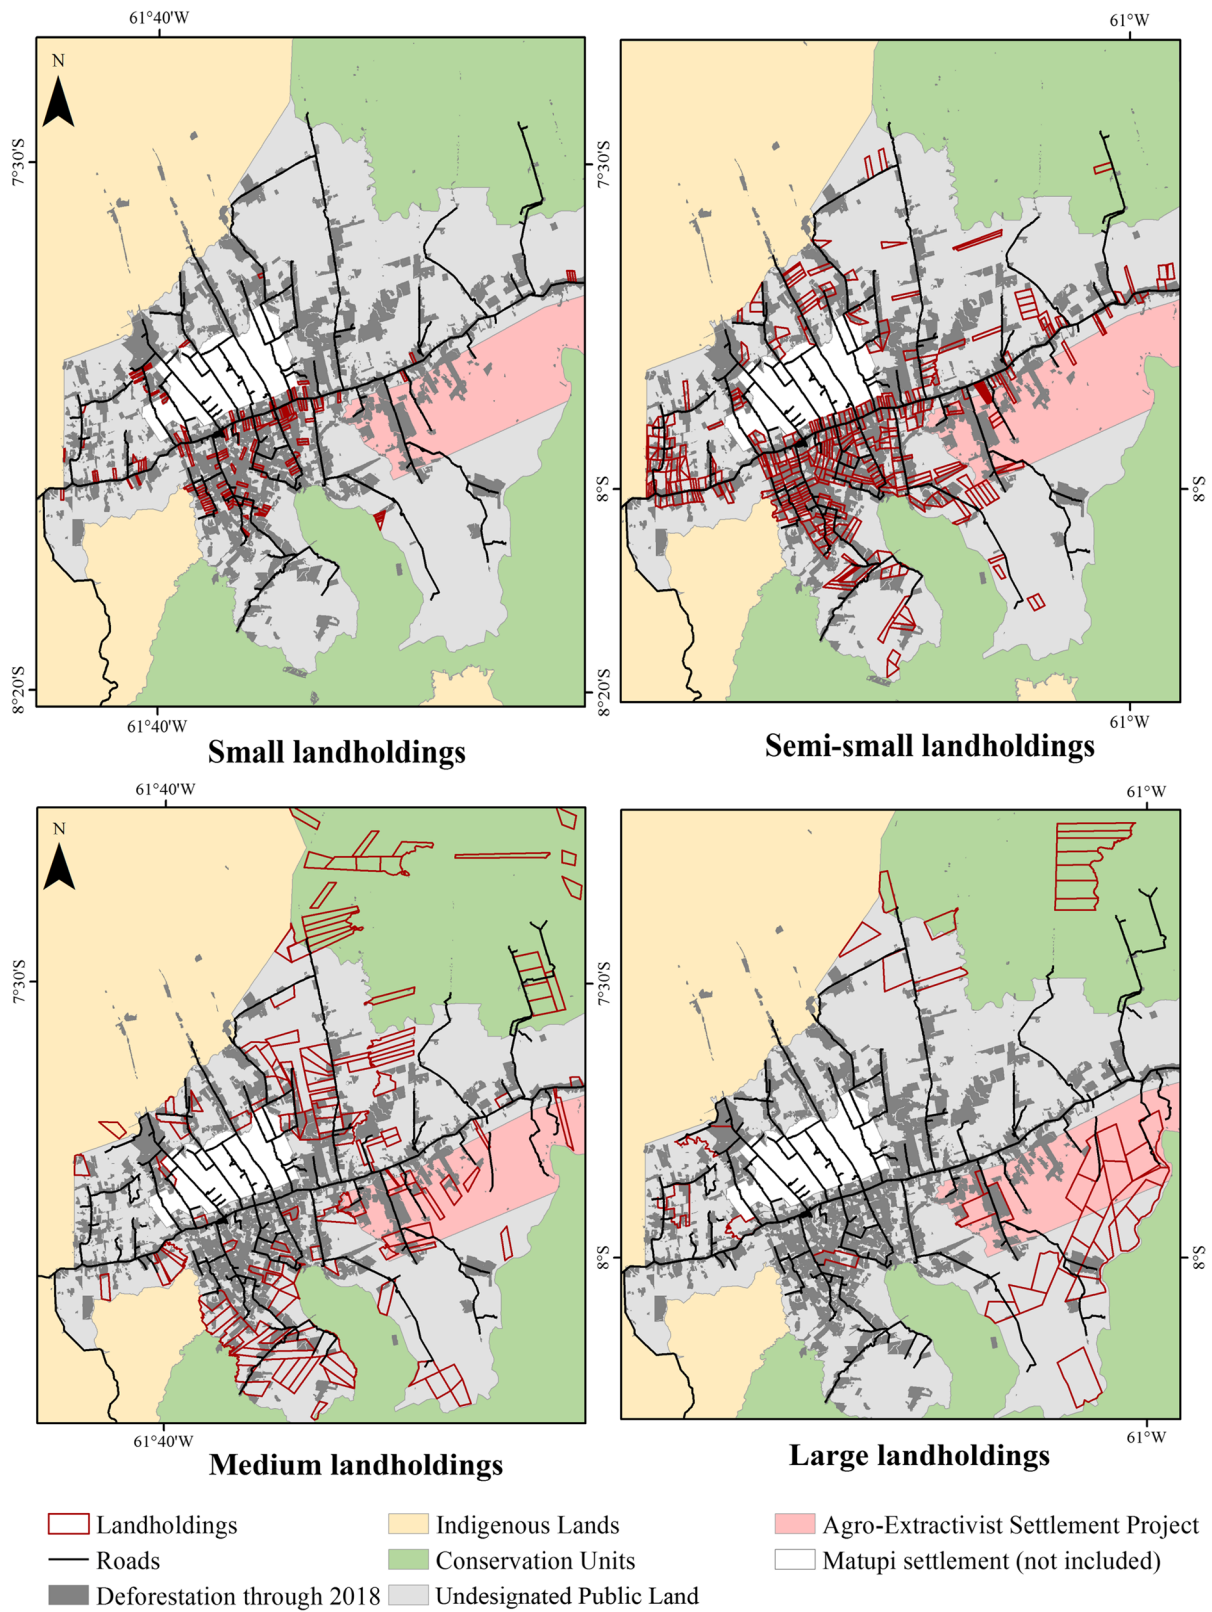 61°40'W
61°W
N
7°30'S
7°30'S
8°S
8°20'S
8°20'S
61°40'W
61°W
Small landholdings
Semi-small landholdings
61°40'W
61°W
N
7°30'S
7°30'S
8°S
61°40'W
61°W
Medium landholdings
Large landholdings
Landholdings
Indigenous Lands
Agro-Extractivist Settlement Project
Roads
Conservation Units
Matupi settlement (not included)
Deforestation through 2018
Undesignated Public Land